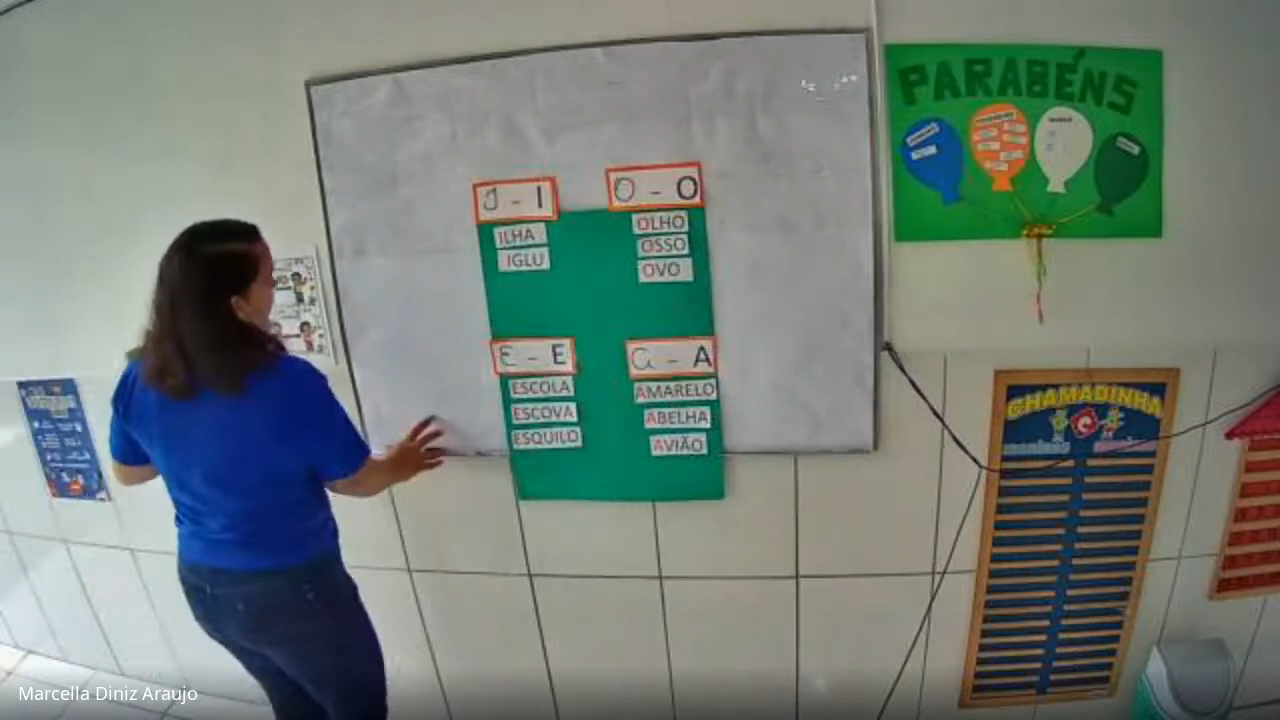 PARABÉNS
I - I
ILHA
IGLU
O - O
OLHO
OSSO
OVO
E - E
ESCOLA
ESCOVA
ESQUILO
A - A
AMARELO
ABELHA
AVIÃO
CHAMADINHA
Marcella Diniz Araujo